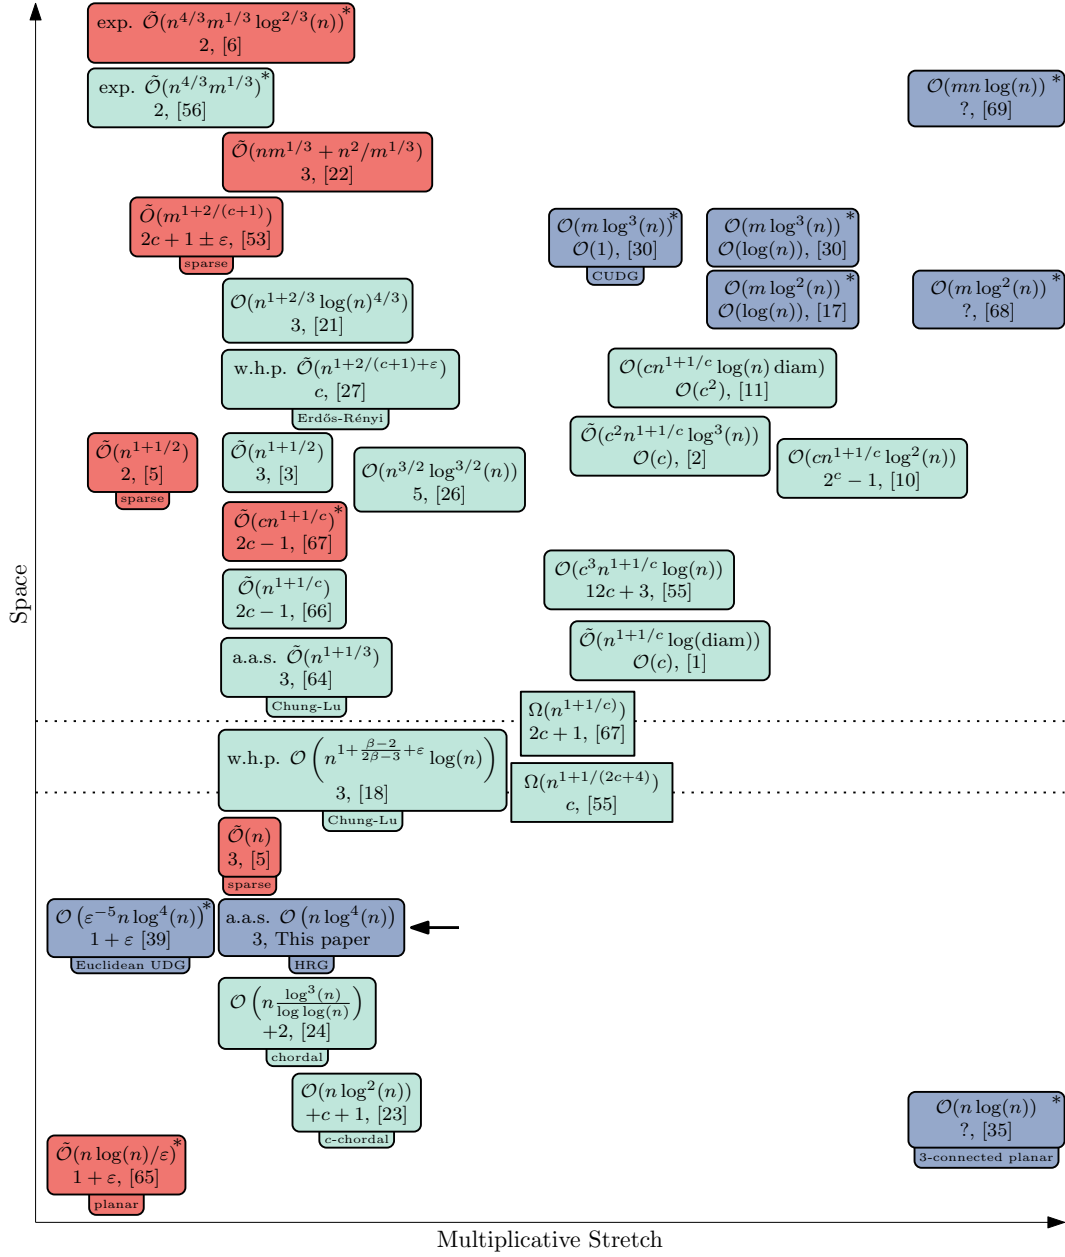 exp. Õ(n^{4/3}m^{1/3} log^{2/3}(n))*
2, [6]
exp. Õ(n^{4/3}m^{1/3})*
2, [56]
O(mn log(n))*
?, [69]
Õ(nm^{1/3} + n^2/m^{1/3})
3, [22]
Õ(m^{1+2/(c+1)})
2c + 1 ± ε, [53]
sparse
O(m log^3(n))*
O(1), [30]
CUDG
O(m log^3(n))*
O(log(n)), [30]
O(m log^2(n))*
O(log(n)), [17]
O(m log^2(n))*
?, [68]
O(n^{1+2/3} log(n)^{4/3})
3, [21]
w.h.p. Õ(n^{1+2/(c+1)+ε})
c, [27]
Erdős-Rényi
O(cn^{1+1/c} log(n) diam)
O(c^2), [11]
Õ(n^{1+1/2})
2, [5]
sparse
Õ(n^{1+1/2})
3, [3]
O(n^{3/2} log^{3/2}(n))
5, [26]
Õ(c^2n^{1+1/c} log^3(n))
O(c), [2]
O(cn^{1+1/c} log^2(n))
2^c − 1, [10]
Õ(cn^{1+1/c})*
2c − 1, [67]
Õ(n^{1+1/c})
2c − 1, [66]
O(c^3n^{1+1/c} log(n))
12c + 3, [55]
a.a.s. Õ(n^{1+1/3})
3, [64]
Chung-Lu
Õ(n^{1+1/c} log(diam))
O(c), [1]
Ω(n^{1+1/c})
2c + 1, [67]
w.h.p. O(n^{1+\frac{β−2}{2β−3}+ε} log(n))
3, [18]
Chung-Lu
Ω(n^{1+1/(2c+4)})
c, [55]
Õ(n)
3, [5]
sparse
O(ε^{−5}n log^4(n))*
1 + ε [39]
Euclidean UDG
a.a.s. O(n log^4(n))
3, This paper
HRG
O(n \frac{log^3(n)}{log log(n)})
+2, [24]
chordal
O(n log^2(n))
+c + 1, [23]
c-chordal
O(n log(n))*
?, [35]
3-connected planar
Õ(n log(n)/ε)*
1 + ε, [65]
planar
Space
Multiplicative Stretch